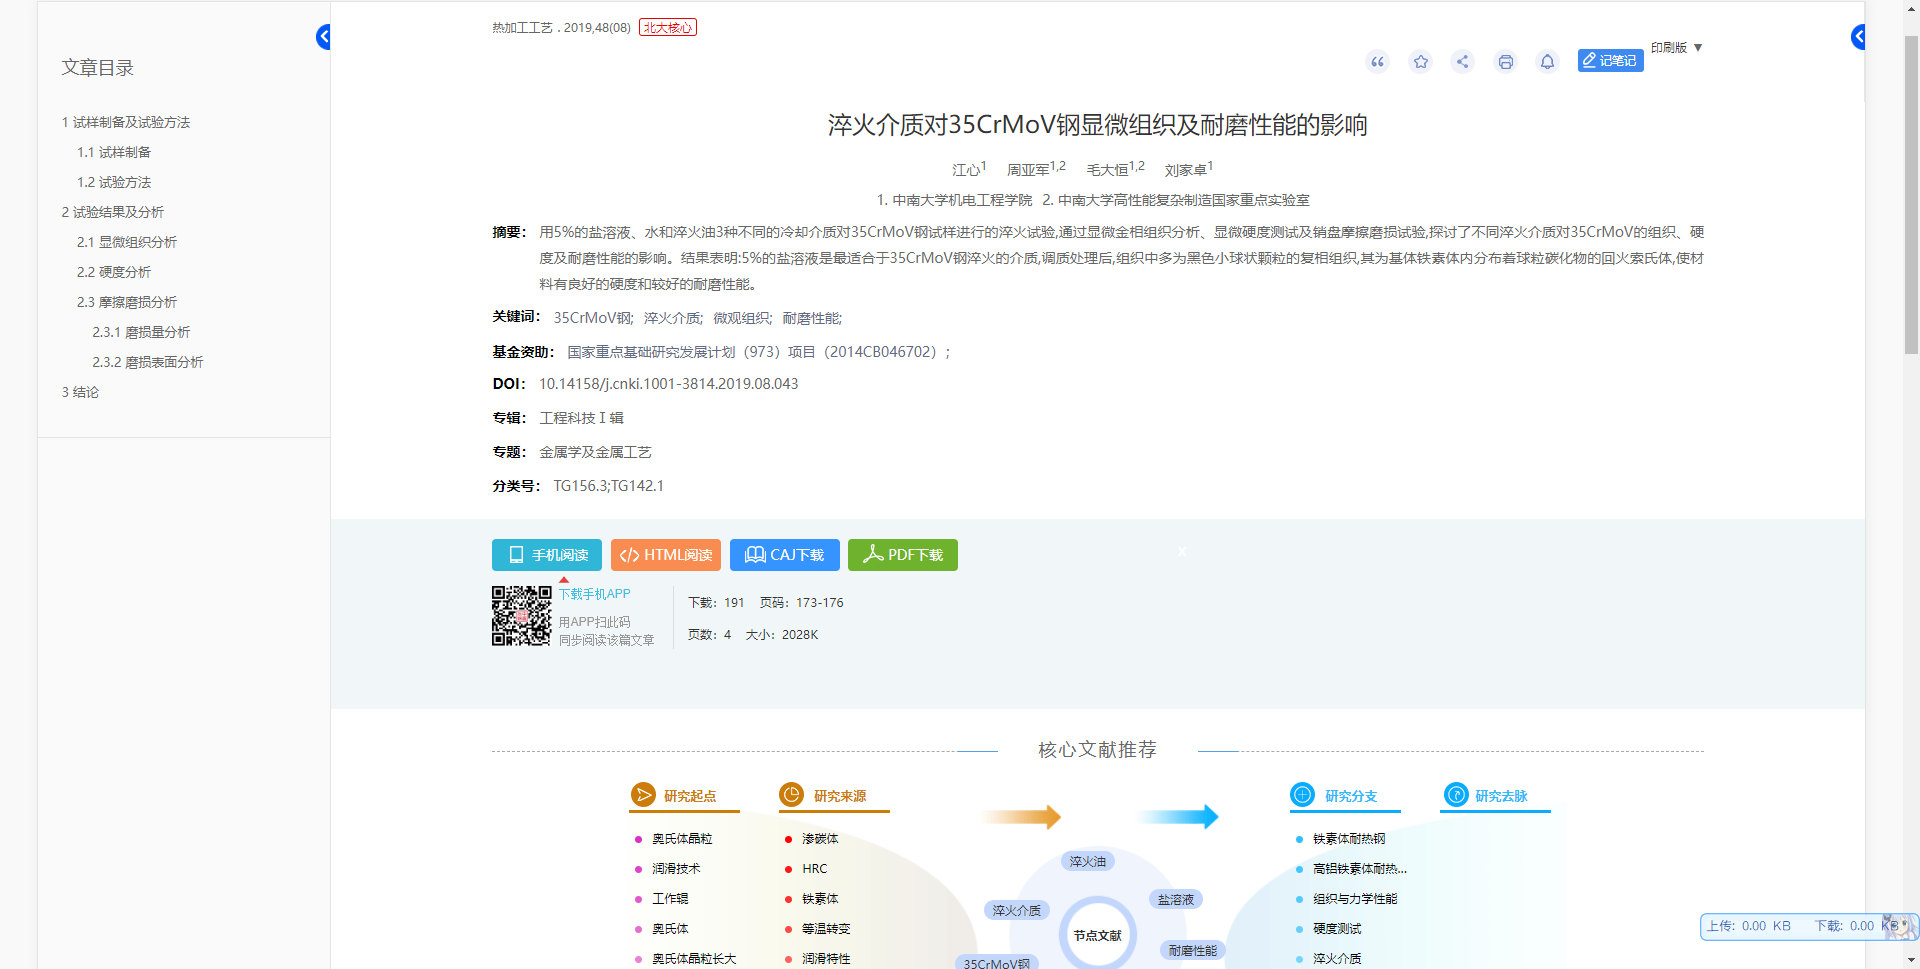 热加工工艺 . 2019,48(08) 北大核心
印刷版 ▼
记笔记
文章目录
1 试样制备及试验方法
1.1 试样制备
1.2 试验方法
2 试验结果及分析
2.1 显微组织分析
2.2 硬度分析
2.3 摩擦磨损分析
2.3.1 磨损量分析
2.3.2 磨损表面分析
3 结论
淬火介质对35CrMoV钢显微组织及耐磨性能的影响
江心1 周亚军1,2 毛大恒1,2 刘家卓1
1. 中南大学机电工程学院 2. 中南大学高性能复杂制造国家重点实验室
摘要： 用5%的盐溶液、水和淬火油3种不同的冷却介质对35CrMoV钢试样进行的淬火试验,通过显微金相组织分析、显微硬度测试及销盘摩擦磨损试验,探讨了不同淬火介质对35CrMoV的组织、硬
度及耐磨性能的影响。结果表明:5%的盐溶液是最适合于35CrMoV钢淬火的介质,调质处理后,组织中多为黑色小球状颗粒的复相组织,其为基体铁素体内分布着球粒碳化物的回火索氏体,使材
料有良好的硬度和较好的耐磨性能。
关键词： 35CrMoV钢; 淬火介质; 微观组织; 耐磨性能;
基金资助： 国家重点基础研究发展计划（973）项目（2014CB046702）;
DOI： 10.14158/j.cnki.1001-3814.2019.08.043
专辑： 工程科技Ⅰ辑
专题： 金属学及金属工艺
分类号： TG156.3;TG142.1
手机阅读 HTML阅读 CAJ下载 PDF下载
x
下载手机APP
用APP扫此码
同步阅读该篇文章
下载：191 页码：173-176
页数：4 大小：2028K
核心文献推荐
研究起点 研究来源 研究分支 研究去脉
奥氏体晶粒 渗碳体 铁素体耐热钢
润滑技术 HRC 高铝铁素体耐热...
工作辊 铁素体 组织与力学性能
奥氏体 等温转变 硬度测试
奥氏体晶粒长大 润滑特性 淬火介质
淬火油
盐溶液
淬火介质
节点文献
耐磨性能
35CrMoV钢
上传: 0.00 KB 下载: 0.00 KB